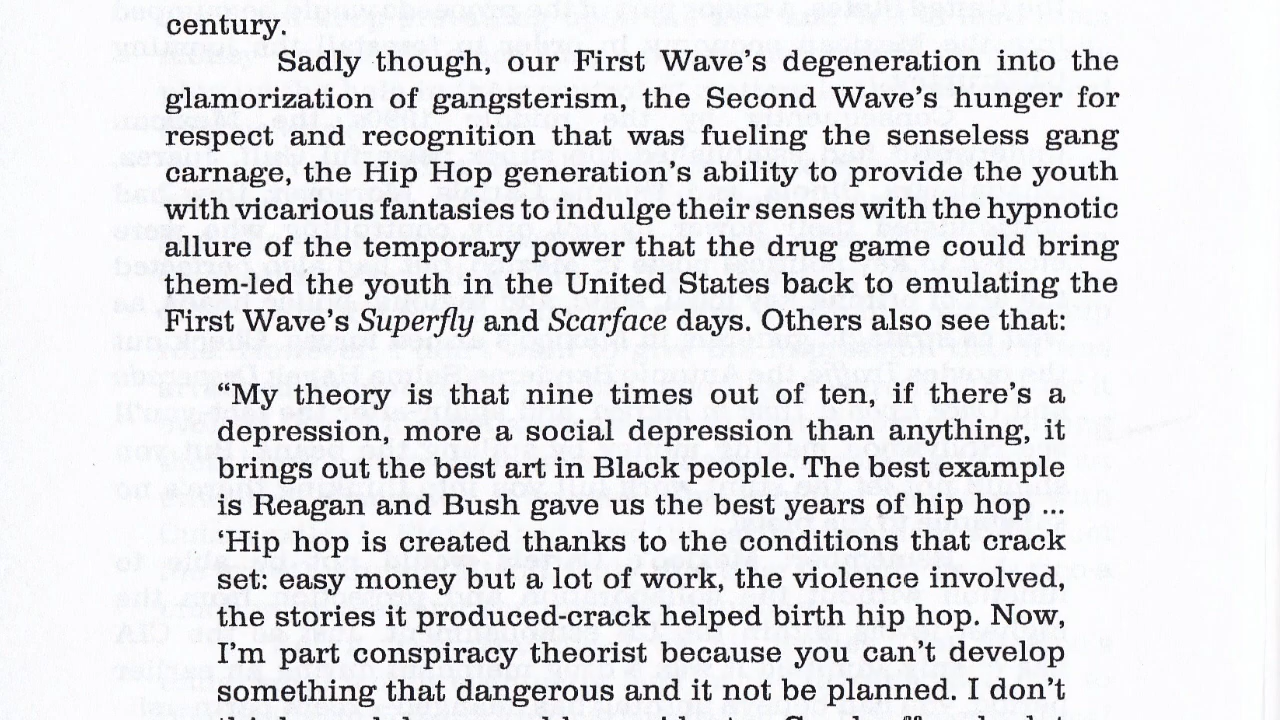 century.
Sadly though, our First Wave's degeneration into the
glamorization of gangsterism, the Second Wave's hunger for
respect and recognition that was fueling the senseless gang
carnage, the Hip Hop generation's ability to provide the youth
with vicarious fantasies to indulge their senses with the hypnotic
allure of the temporary power that the drug game could bring
them-led the youth in the United States back to emulating the
First Wave's Superfly and Scarface days. Others also see that:
“My theory is that nine times out of ten, if there's a
depression, more a social depression than anything, it
brings out the best art in Black people. The best example
is Reagan and Bush gave us the best years of hip hop ...
Hip hop is created thanks to the conditions that crack
set: easy money but a lot of work, the violence involved,
the stories it produced-crack helped birth hip hop. Now,
I'm part conspiracy theorist because you can't develop
something that dangerous and it not be planned. I don't